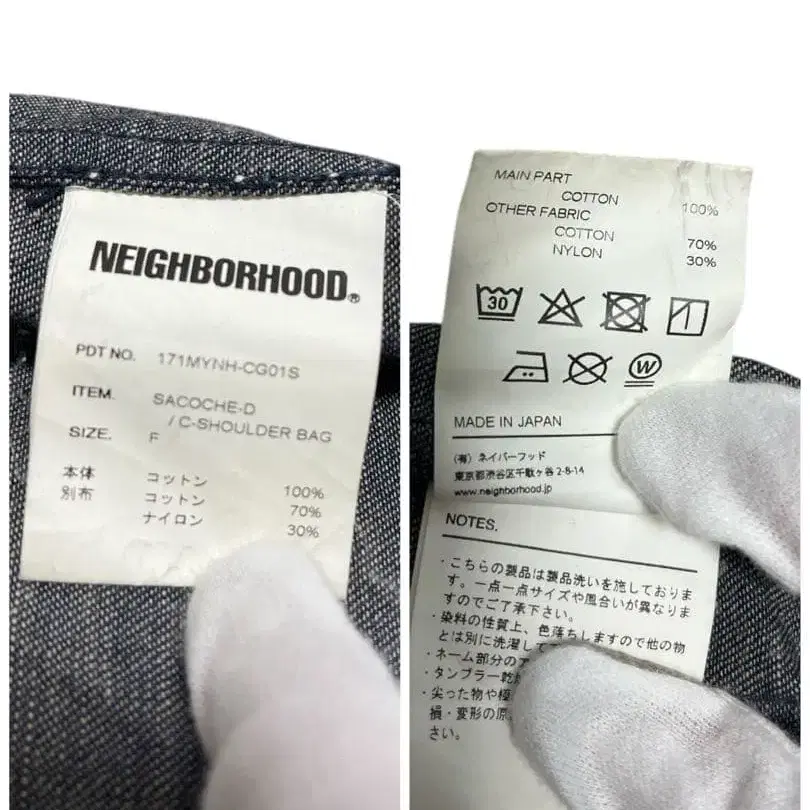 NEIGHBORHOOD®
PDT NO. 171MYNH-CG01S
ITEM. SACOCHE-D
/ C-SHOULDER BAG
SIZE. F
本体 コットン 100%
別布 コットン 70%
ナイロン 30%
MAIN PART
COTTON 100%
OTHER FABRIC
COTTON 70%
NYLON 30%
30
W
MADE IN JAPAN
(有) ネイバーフッド
東京都渋谷区千駄ヶ谷2-8-14
www.neighborhood.jp
NOTES.
・こちらの製品は製品洗いを施しておりま
す。一点一点サイズや風合いが異なりま
すのでご了承下さい。
・染料の性質上、色落ちしますので他の物
とは別に洗濯して
・ネーム部分の
・タンブラー乾
・尖った物や
損・変形の原
さい。